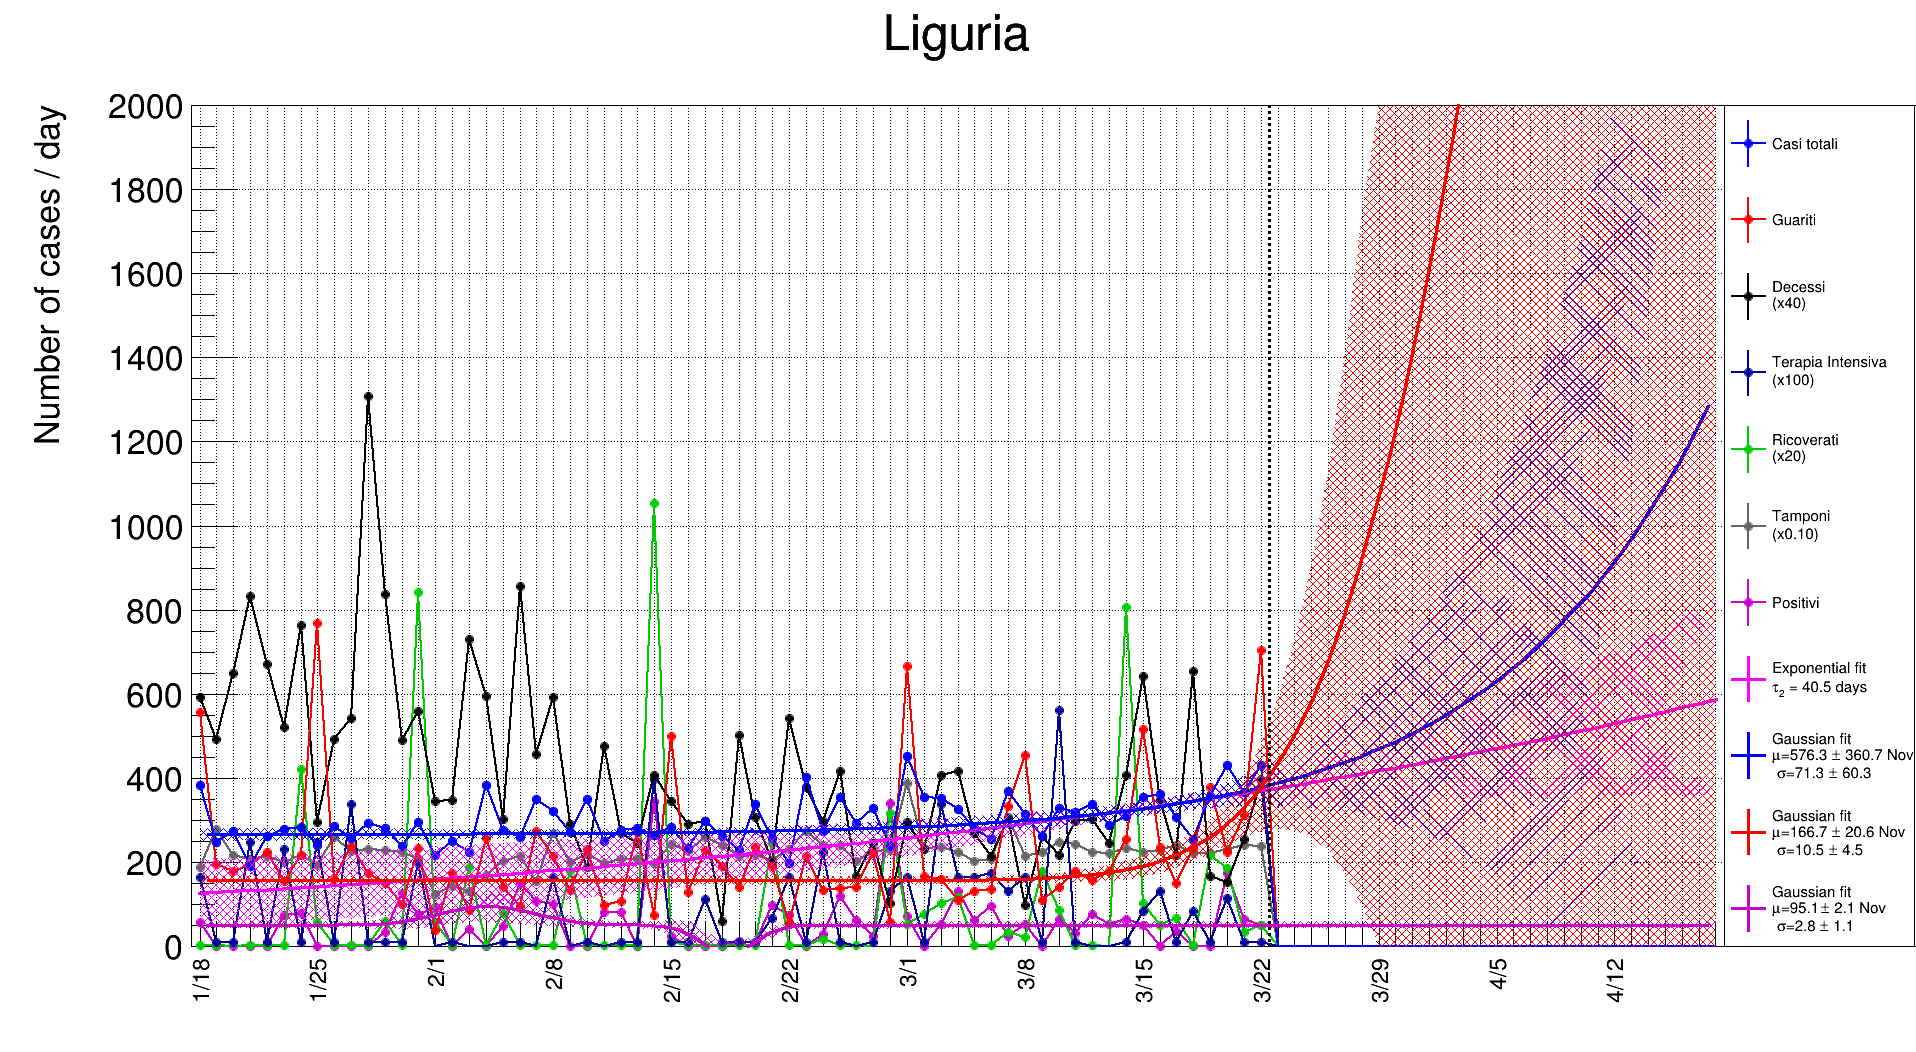 Liguria
Number of cases / day
2000
1800
1600
1400
1200
1000
800
600
400
200
0
1/18
1/25
2/1
2/8
2/15
2/22
3/1
3/8
3/15
3/22
3/29
4/5
4/12
Casi totali
Guariti
Decessi
(x40)
Terapia Intensiva
(x100)
Ricoverati
(x20)
Tamponi
(x0.10)
Positivi
Exponential fit
τ2 = 40.5 days
Gaussian fit
μ=576.3 ± 360.7 Nov
σ=71.3 ± 60.3
Gaussian fit
μ=166.7 ± 20.6 Nov
σ=10.5 ± 4.5
Gaussian fit
μ=95.1 ± 2.1 Nov
σ=2.8 ± 1.1